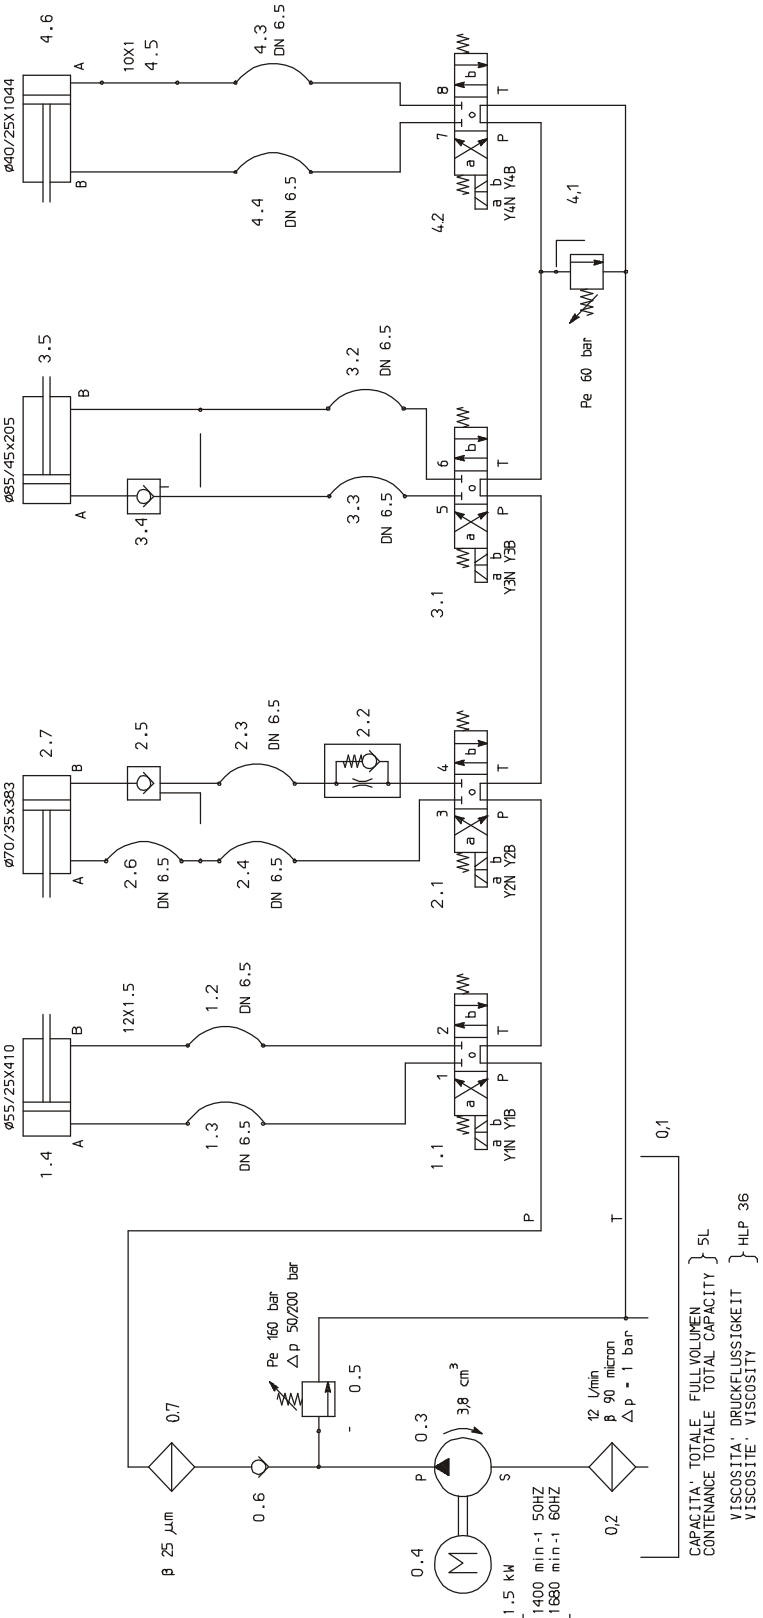 4.6
A
10X1
4.5
4.3
DN 6.5
Ø40/25X1044
B
4.4
DN 6.5
8
b
T
o
7
a
P
a b
Y4N Y4B
4.2
4,1
Pe 60 bar
3.5
B
Ø85/45x205
A
3.4
3.2
DN 6.5
3.3
DN 6.5
6
b
T
o
5
a
P
a b
Y3N Y3B
3.1
2.7
B
2.5
2.3
DN 6.5
2.2
Ø70/35x383
A
2.6
DN 6.5
2.4
DN 6.5
4
b
T
o
3
a
P
a b
Y2N Y2B
2.1
Ø55/25X410
B
12X1.5
1.2
DN 6.5
1.4
A
1.3
DN 6.5
2
b
T
o
1
a
P
a b
Y1N Y1B
1.1
P
T
0,1
Pe 160 bar
Δp 50/200 bar
0.5
0.7
β 25 µm
0.6
0.3
3,8 cm³
P
S
0.4
M
1.5 kW
1400 min-1 50HZ
1680 min-1 60HZ
12 l/min
β 90 micron
Δp = 1 bar
0,2
CAPACITA' TOTALE FULLVOLUMEN
CONTENANCE TOTALE TOTAL CAPACITY } 5L
VISCOSITA' DRUCKFLUSSIGKEIT
VISCOSITE' VISCOSITY } HLP 36